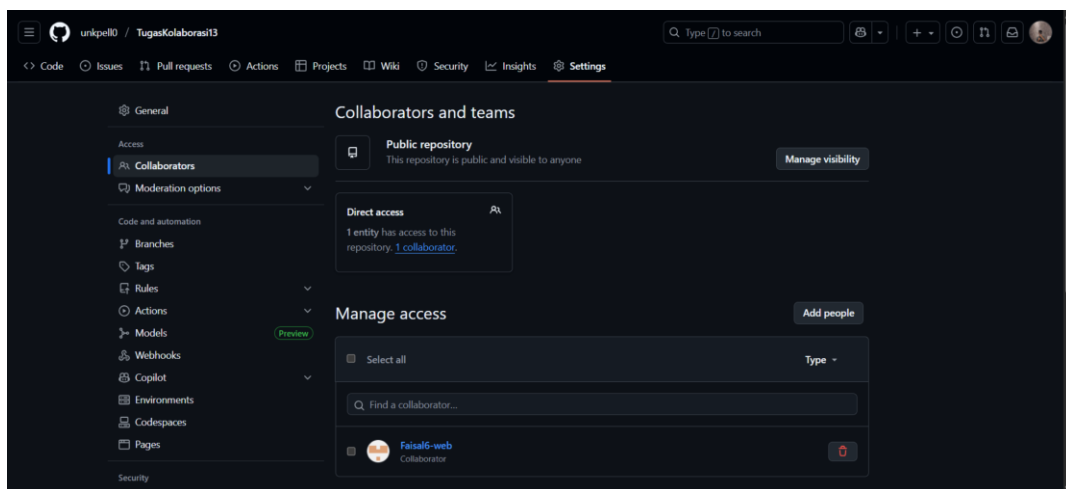 unkpell0 / TugasKolaborasi13
Type / to search
Code Issues Pull requests Actions Projects Wiki Security Insights Settings
General
Access
Collaborators
Moderation options
Code and automation
Branches
Tags
Rules
Actions
Models Preview
Webhooks
Copilot
Environments
Codespaces
Pages
Security
Collaborators and teams
Public repository
This repository is public and visible to anyone
Manage visibility
Direct access
1 entity has access to this
repository. 1 collaborator.
Manage access
Add people
Select all
Type
Find a collaborator...
Faisal6-web
Collaborator